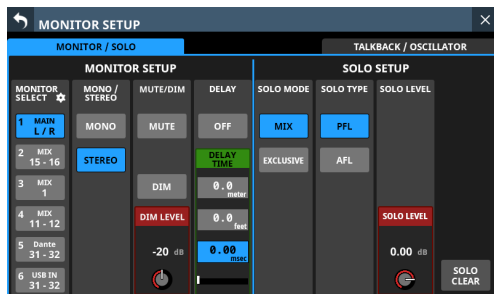 MONITOR SETUP
MONITOR / SOLO
TALKBACK / OSCILLATOR
MONITOR SETUP
SOLO SETUP
MONITOR
SELECT
MONO /
STEREO
MUTE/DIM
DELAY
SOLO MODE
SOLO TYPE
SOLO LEVEL
1 MAIN
L / R
MONO
MUTE
OFF
MIX
PFL
2 MIX
15 - 16
STEREO
DELAY
TIME
EXCLUSIVE
AFL
3 MIX
1
DIM
0.0
meter
4 MIX
11 - 12
DIM LEVEL
0.0
feet
SOLO LEVEL
5 Dante
31 - 32
-20 dB
0.00
msec
0.00 dB
6 USB IN
31 - 32
SOLO
CLEAR